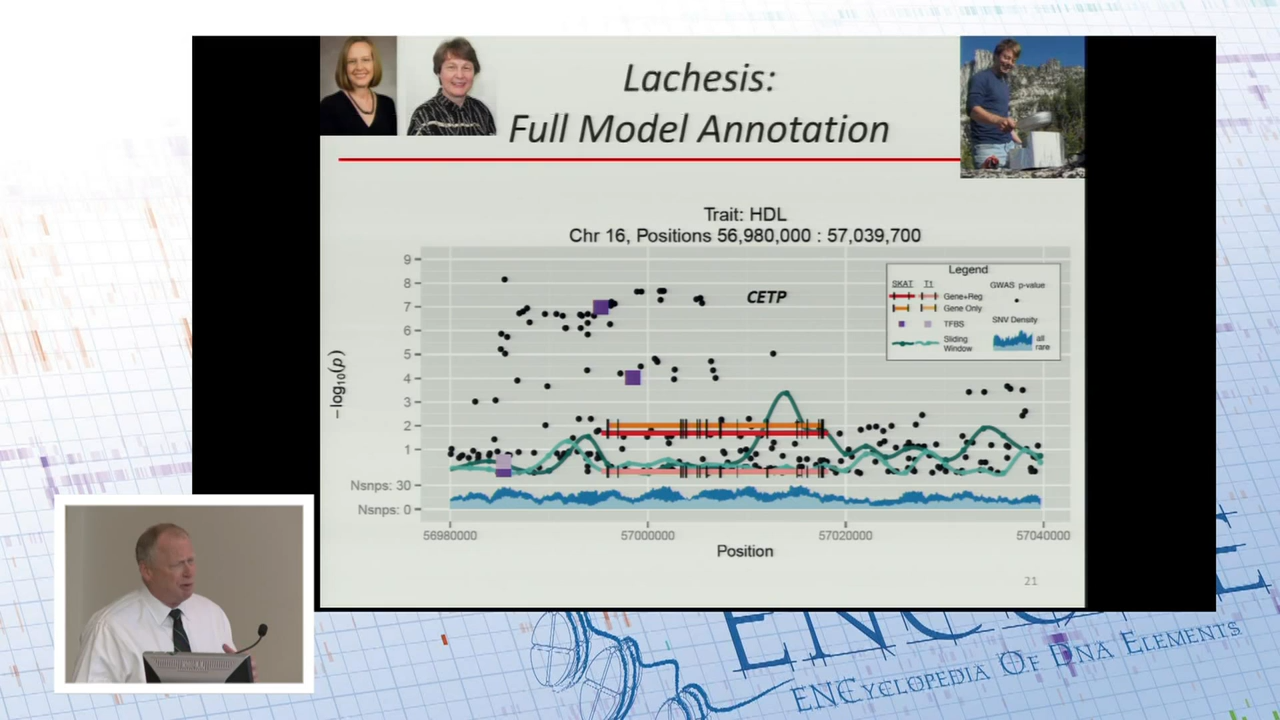 Lachesis:
Full Model Annotation
Trait: HDL
Chr 16, Positions 56,980,000 : 57,039,700
9
8
7
6
5
4
3
2
1
Nsnps: 30
Nsnps: 0
−log10(p)
CETP
Legend
SKAT T1 GWAS p-value
Gene+Reg
Gene Only
TFBS
SNV Density
Sliding
Window
all
rare
56980000 57000000 57020000 57040000
Position
21
ENCODE
ENCYCLOPEDIA OF DNA ELEMENTS